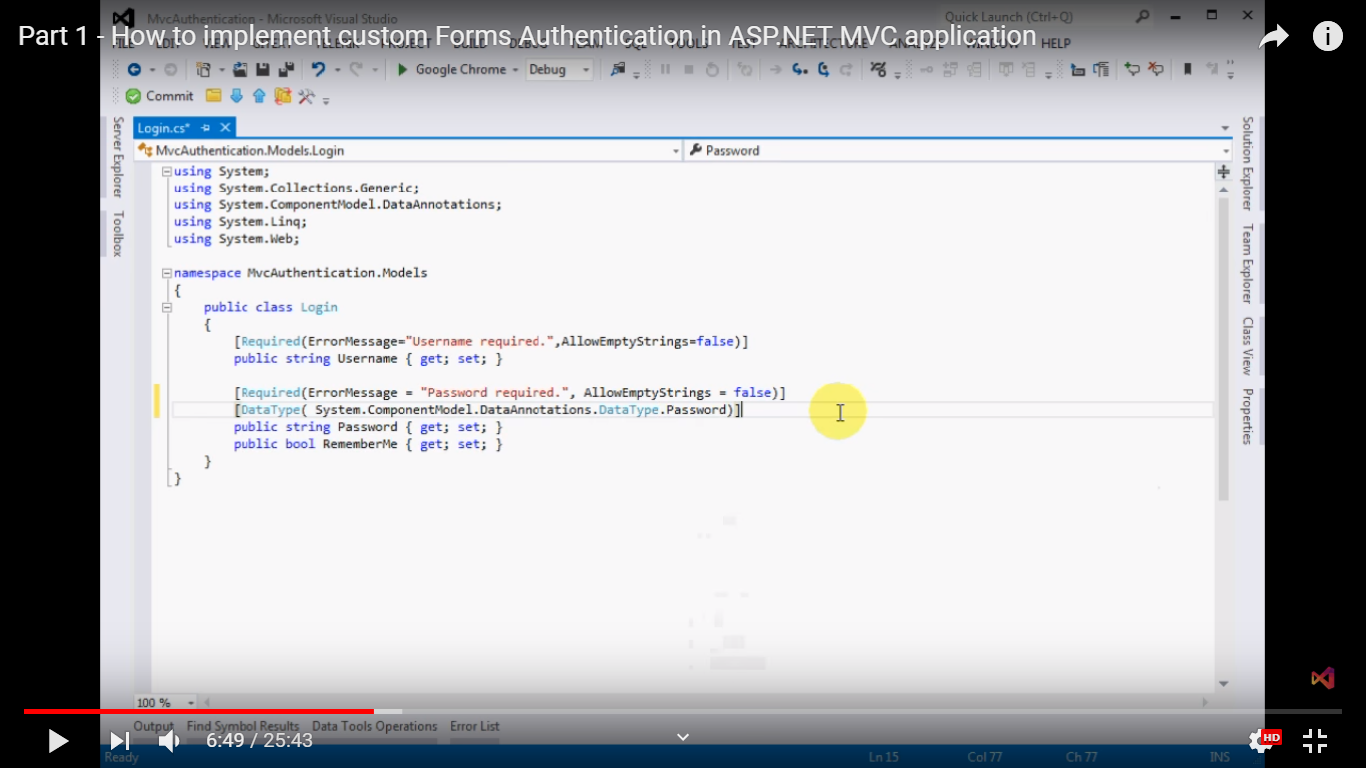 MvcAuthentication - Microsoft Visual Studio
Quick Launch (Ctrl+Q)
Part 1 - How to implement custom Forms Authentication in ASP.NET MVC application
HELP
Google Chrome
Debug
Commit
Server Explorer
Toolbox
Login.cs*
MvcAuthentication.Models.Login
Password
using System;
using System.Collections.Generic;
using System.ComponentModel.DataAnnotations;
using System.Linq;
using System.Web;
namespace MvcAuthentication.Models
{
public class Login
{
[Required(ErrorMessage="Username required.",AllowEmptyStrings=false)]
public string Username { get; set; }
[Required(ErrorMessage = "Password required.", AllowEmptyStrings = false)]
[DataType( System.ComponentModel.DataAnnotations.DataType.Password)]
public string Password { get; set; }
public bool RememberMe { get; set; }
}
}
Solution Explorer
Team Explorer
Class View
Properties
100 %
Output Find Symbol Results Data Tools Operations Error List
6:49 / 25:43
HD
Ready
Ln 15
Col 77
Ch 77
INS